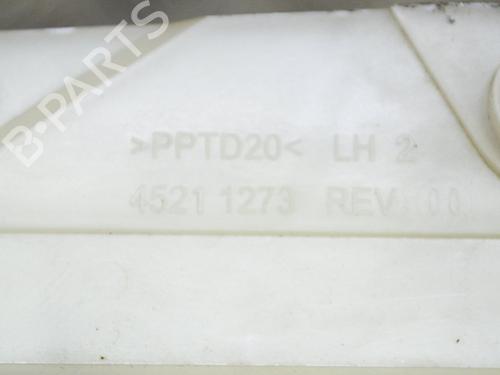 B-PARTS
>PPTD20< LH 2
4521 1273 REV. 00